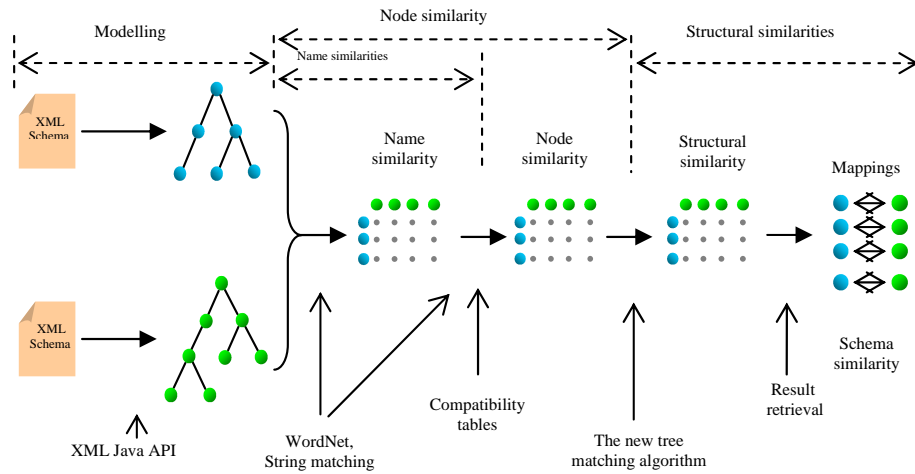 Modelling
Node similarity
Structural similarities
Name similarities
XML
Schema
Name
similarity
Node
similarity
Structural
similarity
Mappings
XML
Schema
Schema
similarity
XML Java API
WordNet,
String matching
Compatibility
tables
The new tree
matching algorithm
Result
retrieval